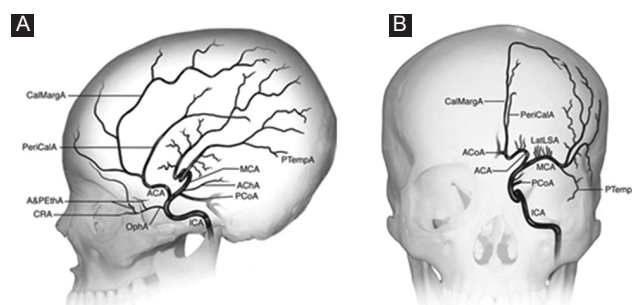 A
CalMargA
PeriCalA
A&PEthA
CRA
OphA
ACA
ICA
MCA
AChA
PCoA
PTempA
B
CalMargA
PeriCalA
ACoA
LatLSA
ACA
MCA
PCoA
PTemp
ICA